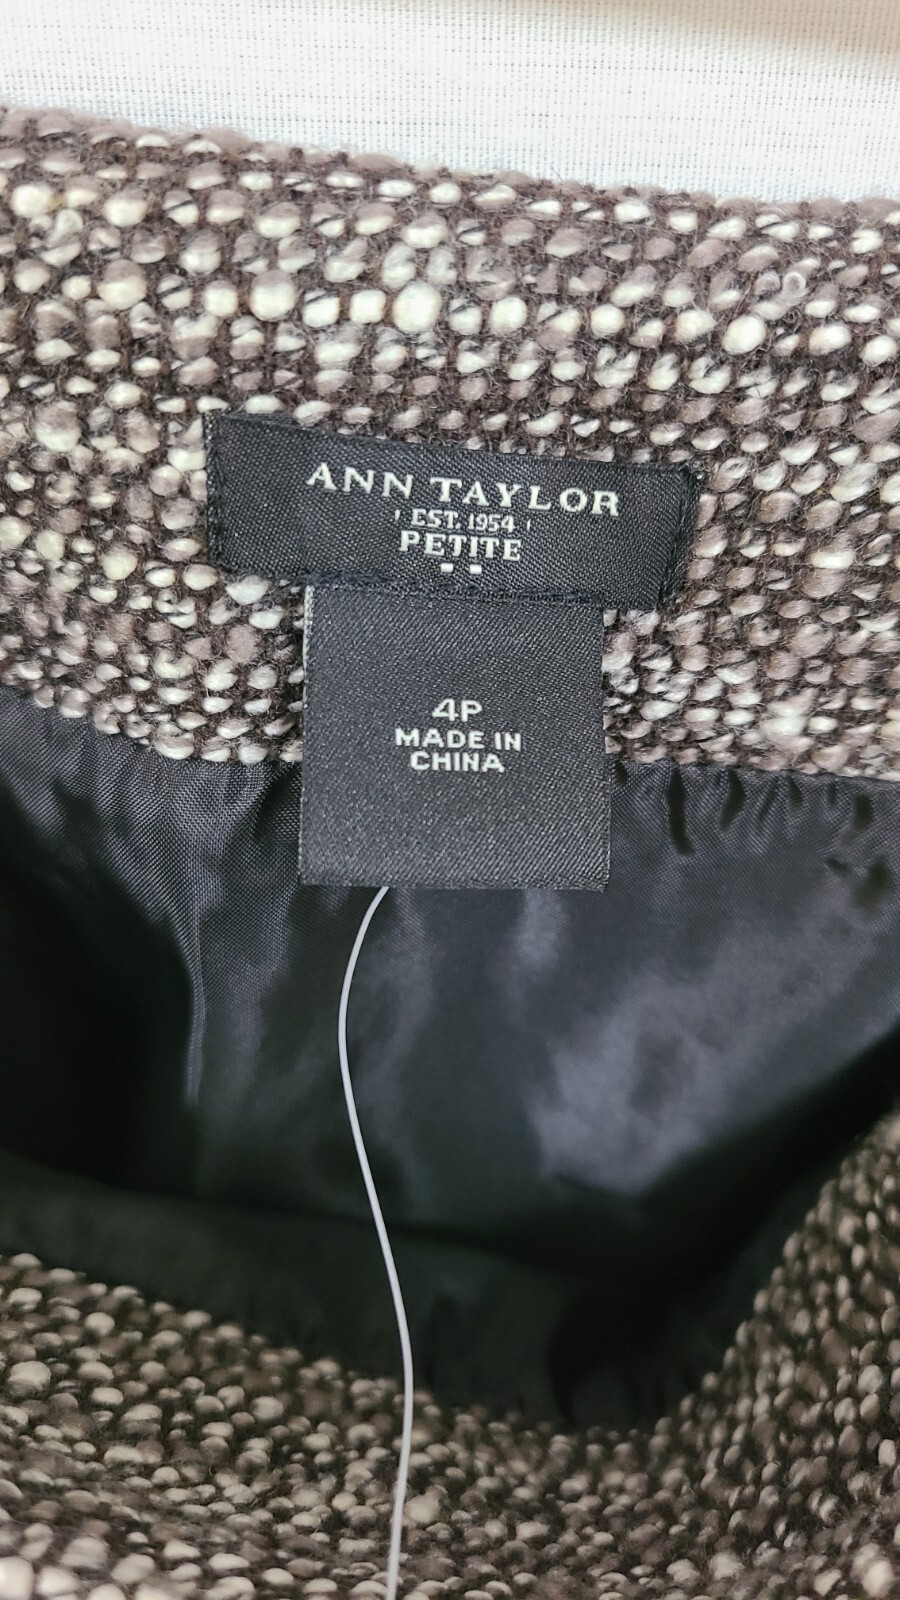 ANN TAYLOR
EST. 1954
PETITE
4P
MADE IN
CHINA